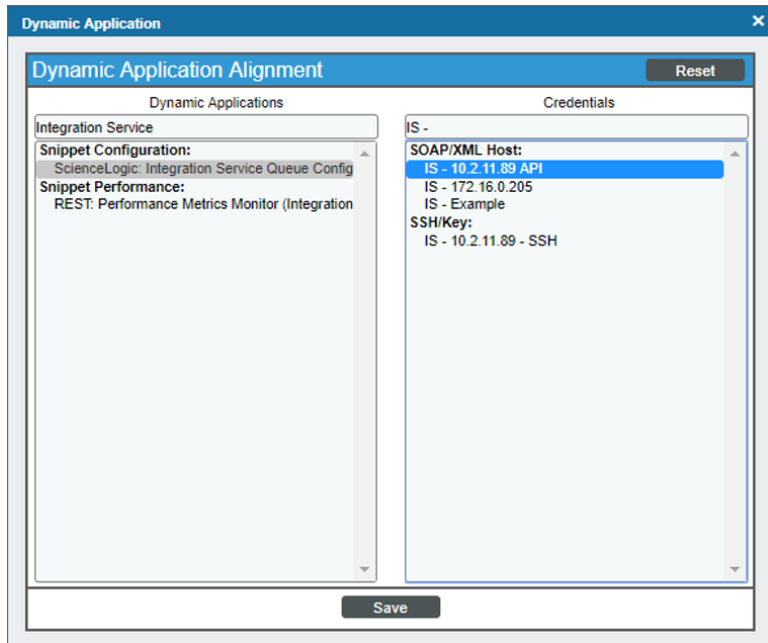 Dynamic Application
Dynamic Application Alignment
Reset
Dynamic Applications
Integration Service
Snippet Configuration:
ScienceLogic: Integration Service Queue Config
Snippet Performance:
REST: Performance Metrics Monitor (Integration
Credentials
IS -
SOAP/XML Host:
IS - 10.2.11.89 API
IS - 172.16.0.205
IS - Example
SSH/Key:
IS - 10.2.11.89 - SSH
Save